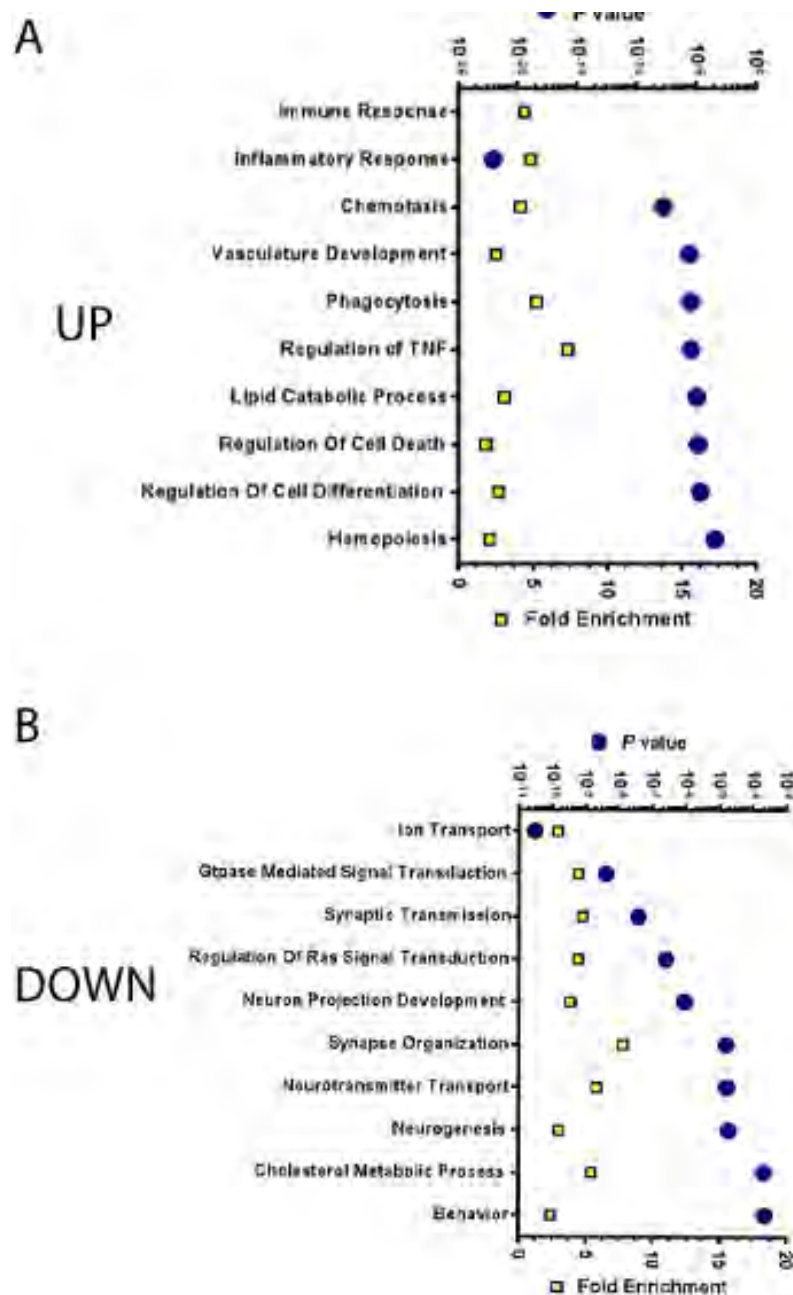 A
P value
Immune Response
Inflammatory Response
Chemotaxis
Vasculature Development
Phagocytosis
Regulation of TNF
Lipid Catabolic Process
Regulation Of Cell Death
Regulation Of Cell Differentiation
Hemopoiesis
UP
0 5 10 15 20
Fold Enrichment
B
P value
Ion Transport
Gtpase Mediated Signal Transduction
Synaptic Transmission
Regulation Of Ras Signal Transduction
Neuron Projection Development
Synapse Organization
Neurotransmitter Transport
Neurogenesis
Cholesterol Metabolic Process
Behavior
DOWN
0 5 10 15 20
Fold Enrichment